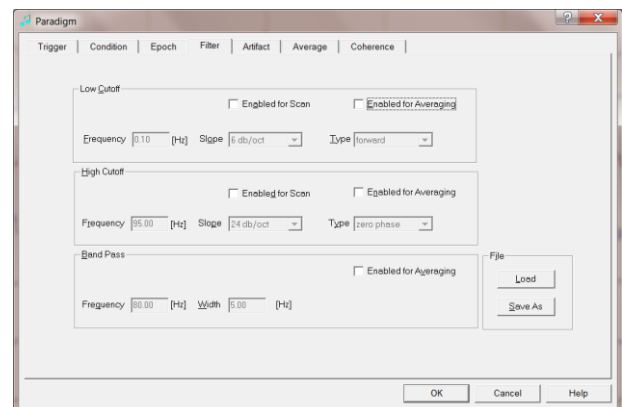 Paradigm
Trigger Condition Epoch Filter Artifact Average Coherence
Low Cutoff
Enabled for Scan Enabled for Averaging
Frequency 0.10 [Hz] Slope 6 db/oct Type forward
High Cutoff
Enabled for Scan Enabled for Averaging
Frequency 95.00 [Hz] Slope 24 db/oct Type zero phase
Band Pass
Enabled for Averaging
Frequency 80.00 [Hz] Width 5.00 [Hz]
File
Load
Save As
OK Cancel Help